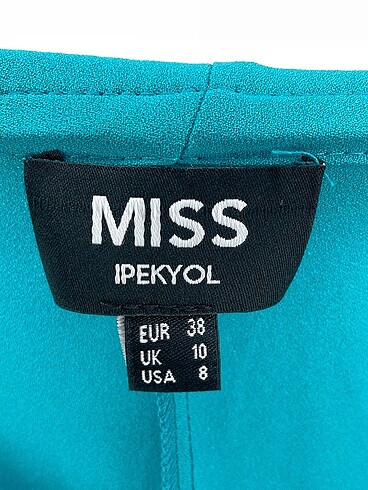 MISS
IPEKYOL
EUR 38
UK 10
USA 8